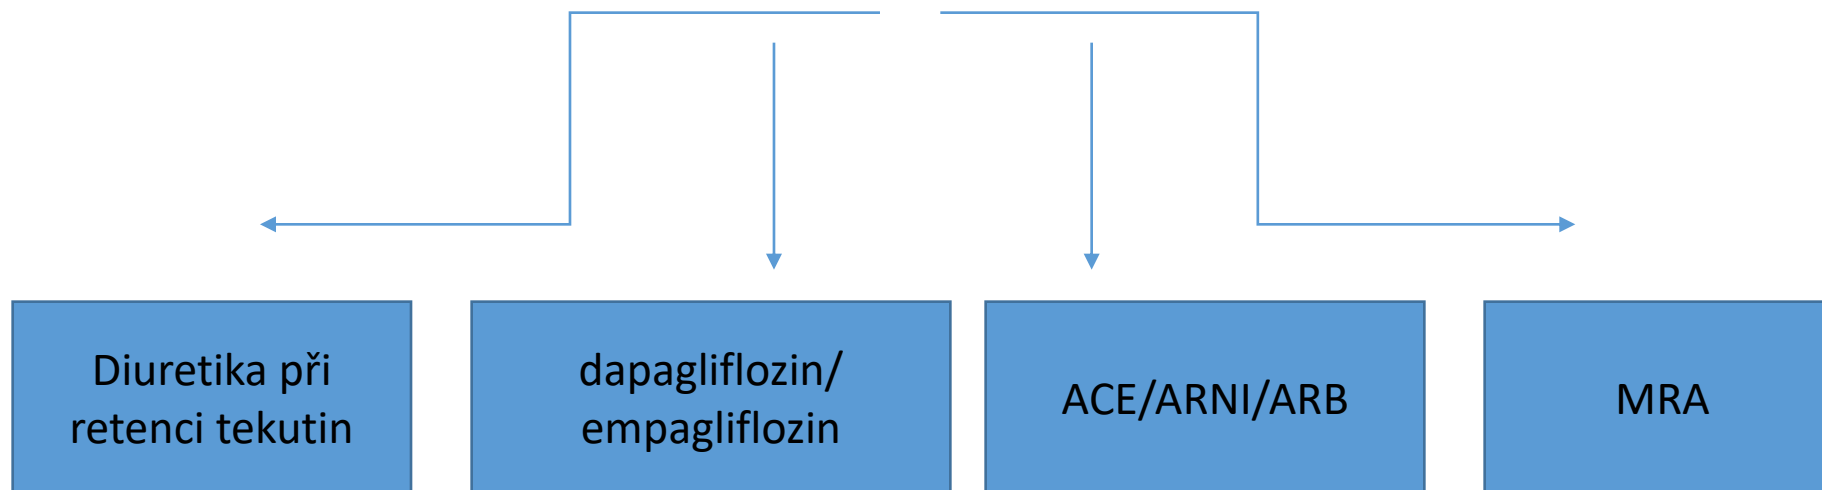 Diuretika při
retenci tekutin
dapagliflozin/
empagliflozin
ACE/ARNI/ARB
MRA